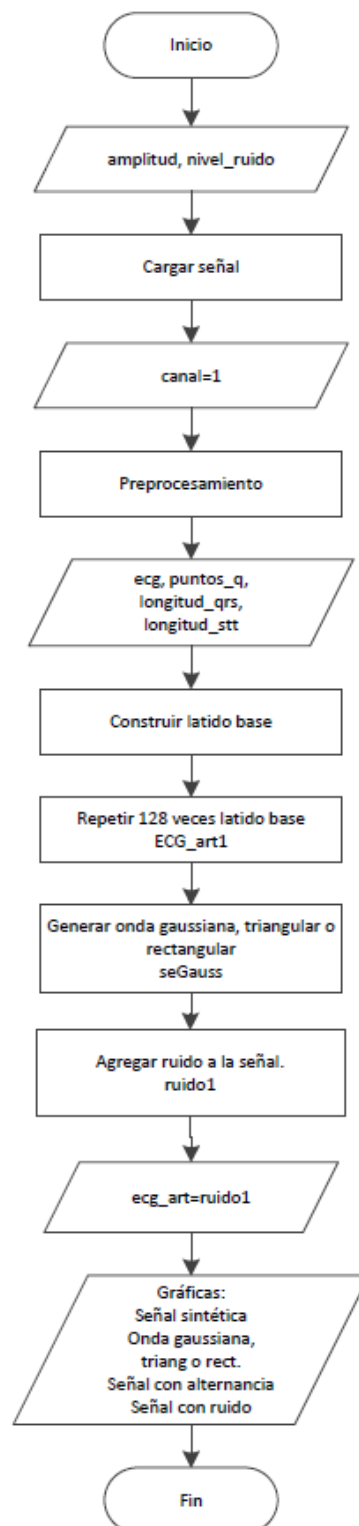 Inicio
amplitud, nivel_ruido
Cargar señal
canal=1
Preprocesamiento
ecg, puntos_q,
longitud_qrs,
longitud_stt
Construir latido base
Repetir 128 veces latido base
ECG_art1
Generar onda gaussiana, triangular o
rectangular
seGauss
Agregar ruido a la señal.
ruido1
ecg_art=ruido1
Gráficas:
Señal sintética
Onda gaussiana,
triang o rect.
Señal con alternancia
Señal con ruido
Fin